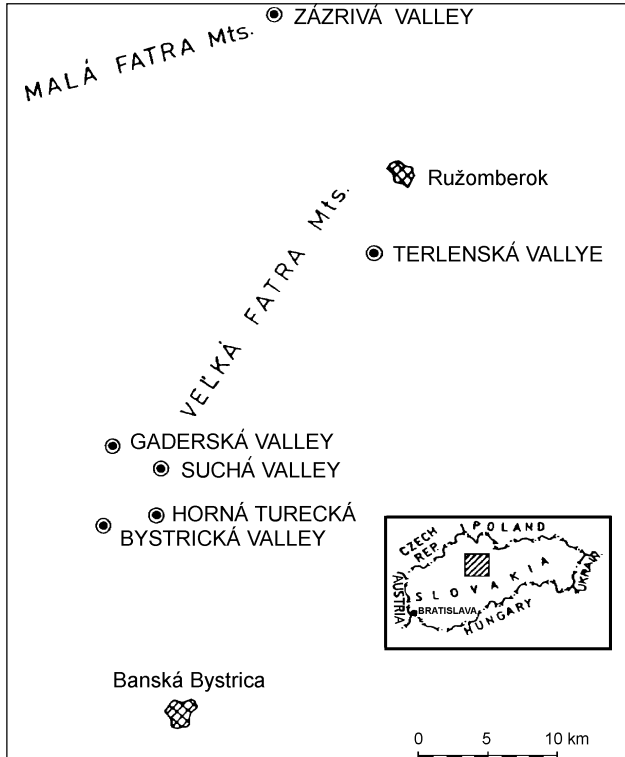 ZÁZRIVÁ VALLEY
MALÁ FATRA Mts.
Ružomberok
VEĽKÁ FATRA Mts.
TERLENSKÁ VALLYE
GADERSKÁ VALLEY
SUCHÁ VALLEY
HORNÁ TURECKÁ
BYSTRICKÁ VALLEY
POLAND
CZECH REP.
UKRAIN
AUSTRIA
SLOVAKIA
BRATISLAVA
HUNGARY
Banská Bystrica
0 5 10 km